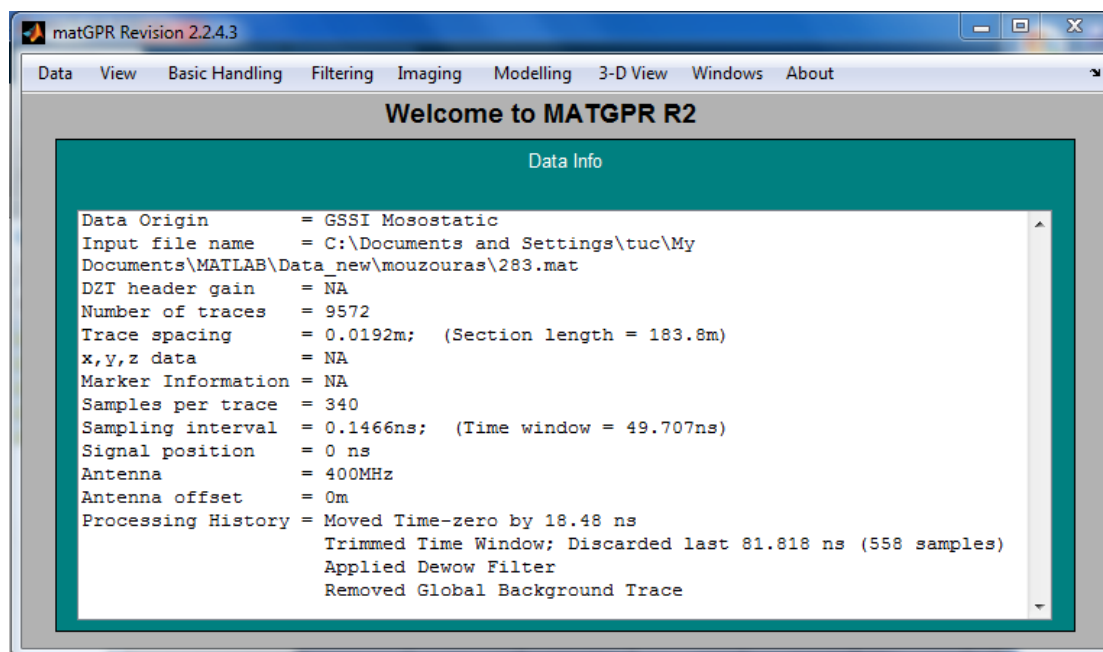 matGPR Revision 2.2.4.3
Data View Basic Handling Filtering Imaging Modelling 3-D View Windows About
Welcome to MATGPR R2
Data Info
Data Origin = GSSI Mosostatic
Input file name = C:\Documents and Settings\tuc\My
Documents\MATLAB\Data_new\mouzouras\283.mat
DZT header gain = NA
Number of traces = 9572
Trace spacing = 0.0192m; (Section length = 183.8m)
x,y,z data = NA
Marker Information = NA
Samples per trace = 340
Sampling interval = 0.1466ns; (Time window = 49.707ns)
Signal position = 0 ns
Antenna = 400MHz
Antenna offset = 0m
Processing History = Moved Time-zero by 18.48 ns
Trimmed Time Window; Discarded last 81.818 ns (558 samples)
Applied Dewow Filter
Removed Global Background Trace